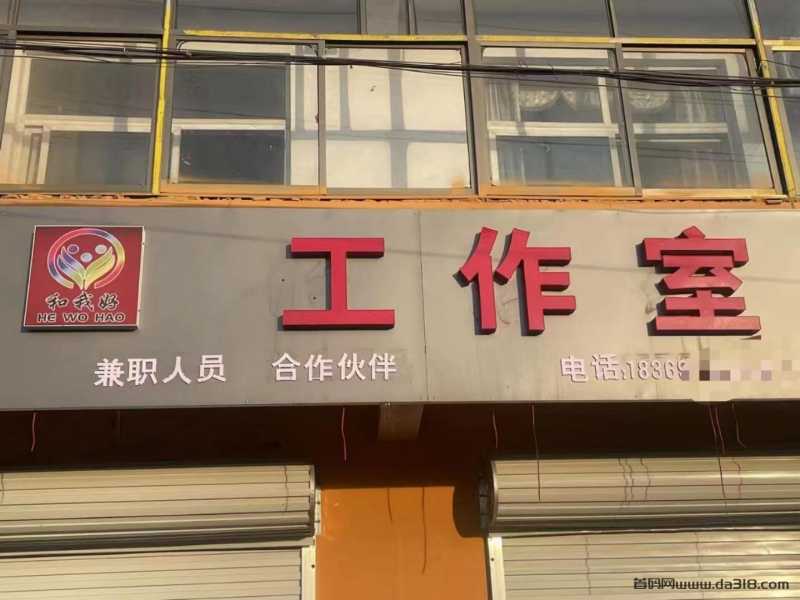 和我好
HE WO HAO
工作室
兼职人员 合作伙伴 电话:18369
首码网www.da318.com